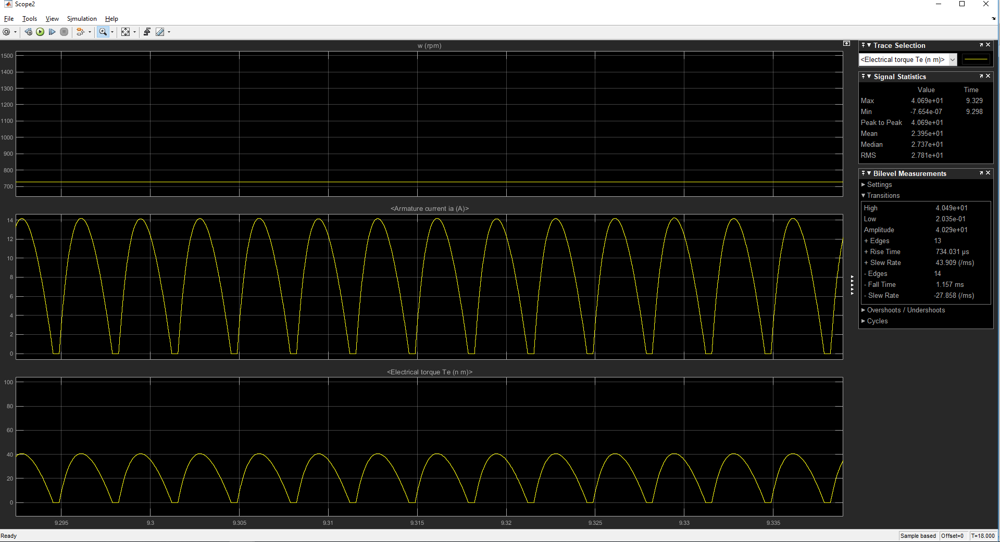 Scope2
File Tools View Simulation Help
w (rpm)
1500
1400
1300
1200
1100
1000
900
800
700
<Armature current ia (A)>
14
12
10
8
6
4
2
0
<Electrical torque Te (n m)>
100
80
60
40
20
0
9.295 9.3 9.305 9.31 9.315 9.32 9.325 9.33 9.335
Trace Selection
<Electrical torque Te (n m)>
Signal Statistics
Value Time
Max 4.069e+01 9.329
Min -7.654e-07 9.298
Peak to Peak 4.069e+01
Mean 2.395e+01
Median 2.737e+01
RMS 2.781e+01
Bilevel Measurements
Settings
Transitions
High 4.049e+01
Low 2.035e-01
Amplitude 4.029e+01
+ Edges 13
+ Rise Time 734.031 µs
+ Slew Rate 43.909 (/ms)
- Edges 14
- Fall Time 1.157 ms
- Slew Rate -27.858 (/ms)
Overshoots / Undershoots
Cycles
Ready Sample based Offset=0 T=18.000